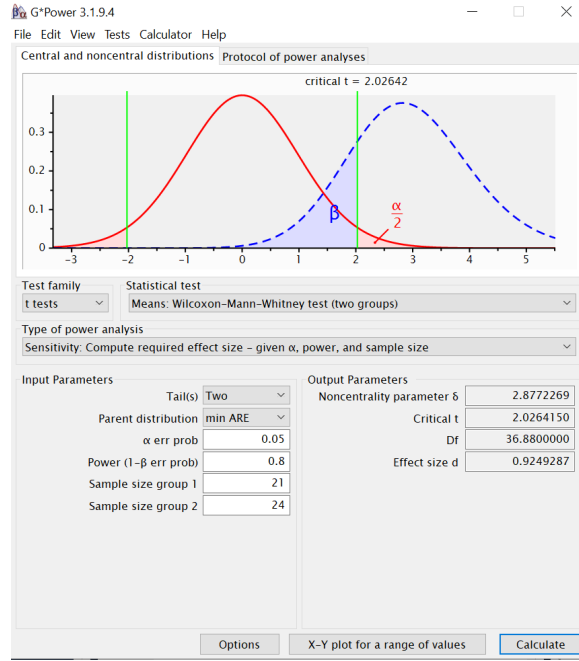 G*Power 3.1.9.4
File Edit View Tests Calculator Help
Central and noncentral distributions Protocol of power analyses
critical t = 2.02642
0.3
0.2
0.1
0
β
α
2
-3 -2 -1 0 1 2 3 4 5
Test family Statistical test
t tests Means: Wilcoxon-Mann-Whitney test (two groups)
Type of power analysis
Sensitivity: Compute required effect size - given α, power, and sample size
Input Parameters Output Parameters
Tail(s) Two Noncentrality parameter δ 2.8772269
Parent distribution min ARE Critical t 2.0264150
α err prob 0.05 Df 36.8800000
Power (1-β err prob) 0.8 Effect size d 0.9249287
Sample size group 1 21
Sample size group 2 24
Options X-Y plot for a range of values Calculate